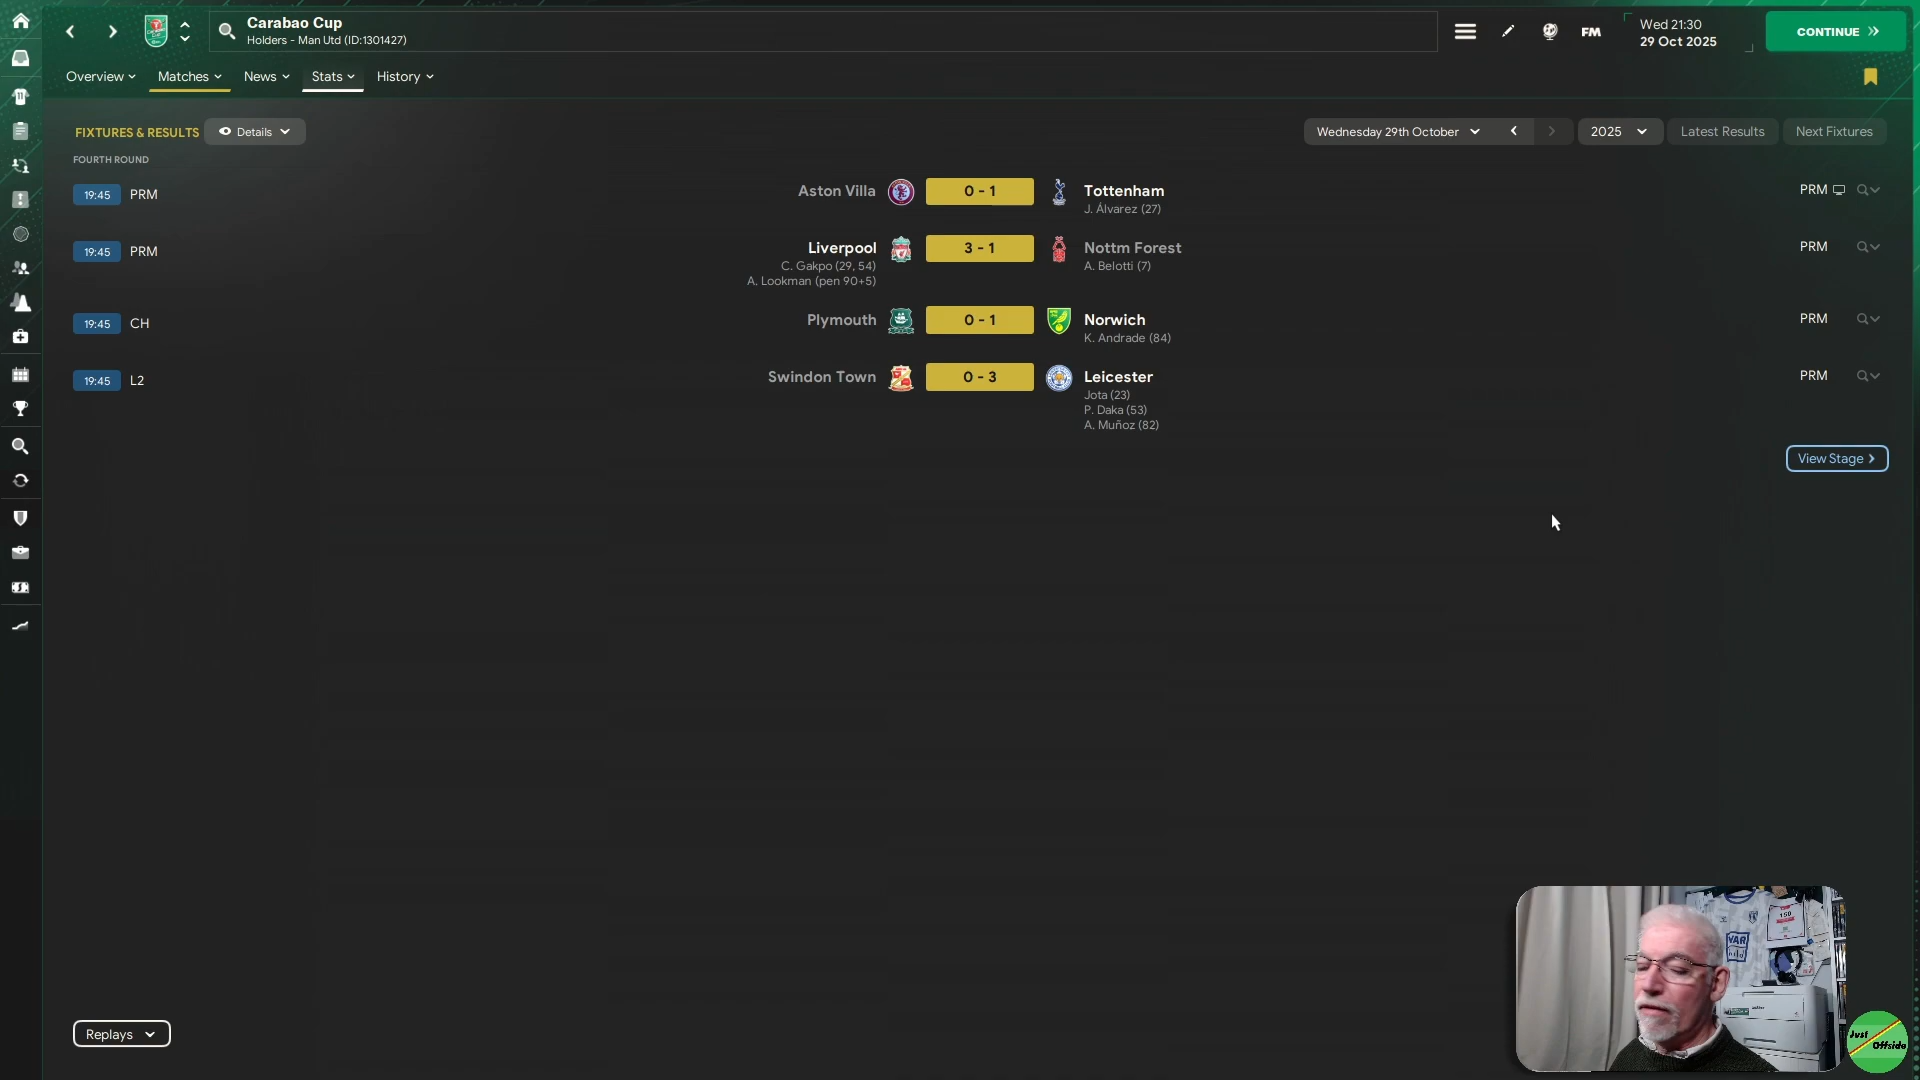 Carabao Cup
Holders - Man Utd (ID:1301427)
FM
Wed 21:30
29 Oct 2025
CONTINUE
Overview
Matches
News
Stats
History
FIXTURES & RESULTS
Details
Wednesday 29th October
2025
Latest Results
Next Fixtures
FOURTH ROUND
19:45 PRM Aston Villa 0 - 1 Tottenham PRM
J. Álvarez (27)
19:45 PRM Liverpool 3 - 1 Nottm Forest PRM
C. Gakpo (29, 54) A. Belotti (7)
A. Lookman (pen 90+5)
19:45 CH Plymouth 0 - 1 Norwich PRM
K. Andrade (84)
19:45 L2 Swindon Town 0 - 3 Leicester PRM
Jota (23)
P. Daka (53)
A. Muñoz (82)
View Stage
Replays
VAR
150
Just
Offside